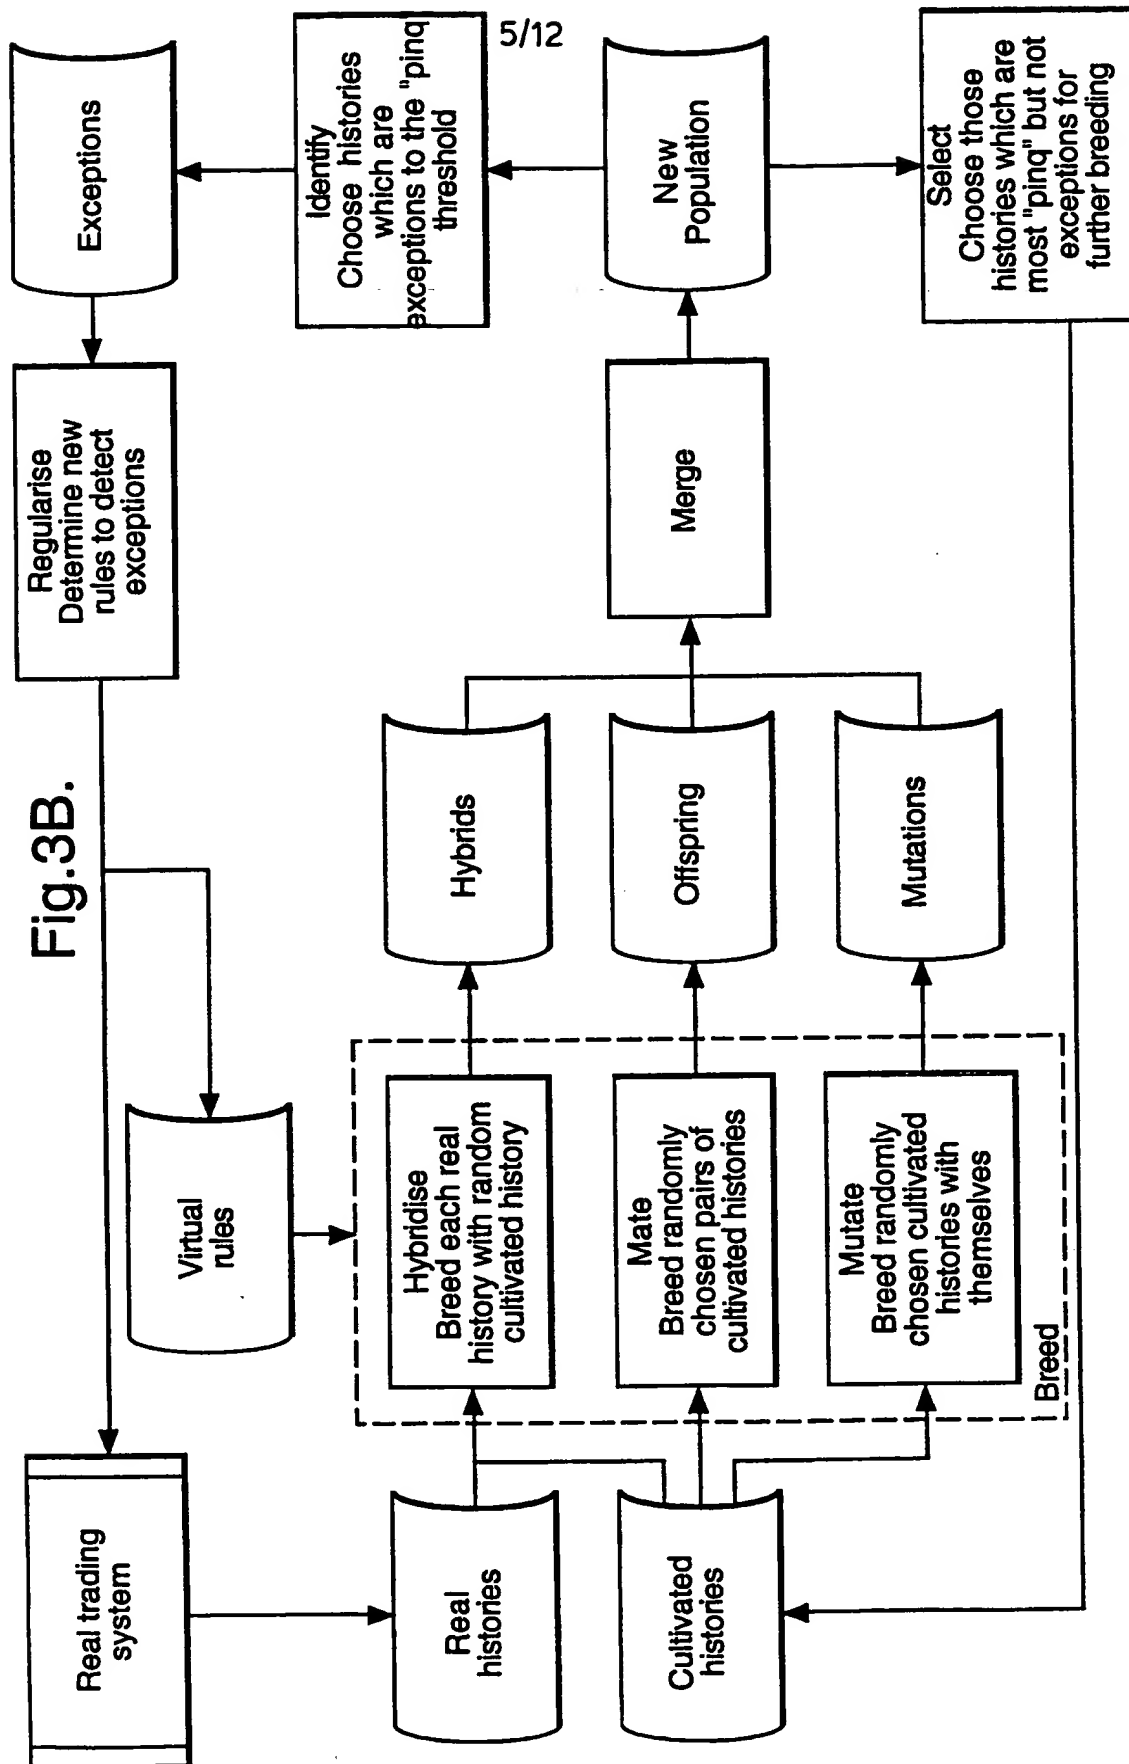 5/12
Fig.3B.
Real trading
system
Regularise
Determine new
rules to detect
exceptions
Exceptions
Virtual
rules
Identify
Choose histories
which are
exceptions to the "pinq
threshold
Real
histories
Hybridise
Breed each real
history with random
cultivated history
Hybrids
Cultivated
histories
Mate
Breed randomly
chosen pairs of
cultivated histories
Offspring
Merge
New
Population
Mutate
Breed randomly
chosen cultivated
histories with
themselves
Breed
Mutations
Select
Choose those
histories which are
most "pinq" but not
exceptions for
further breeding